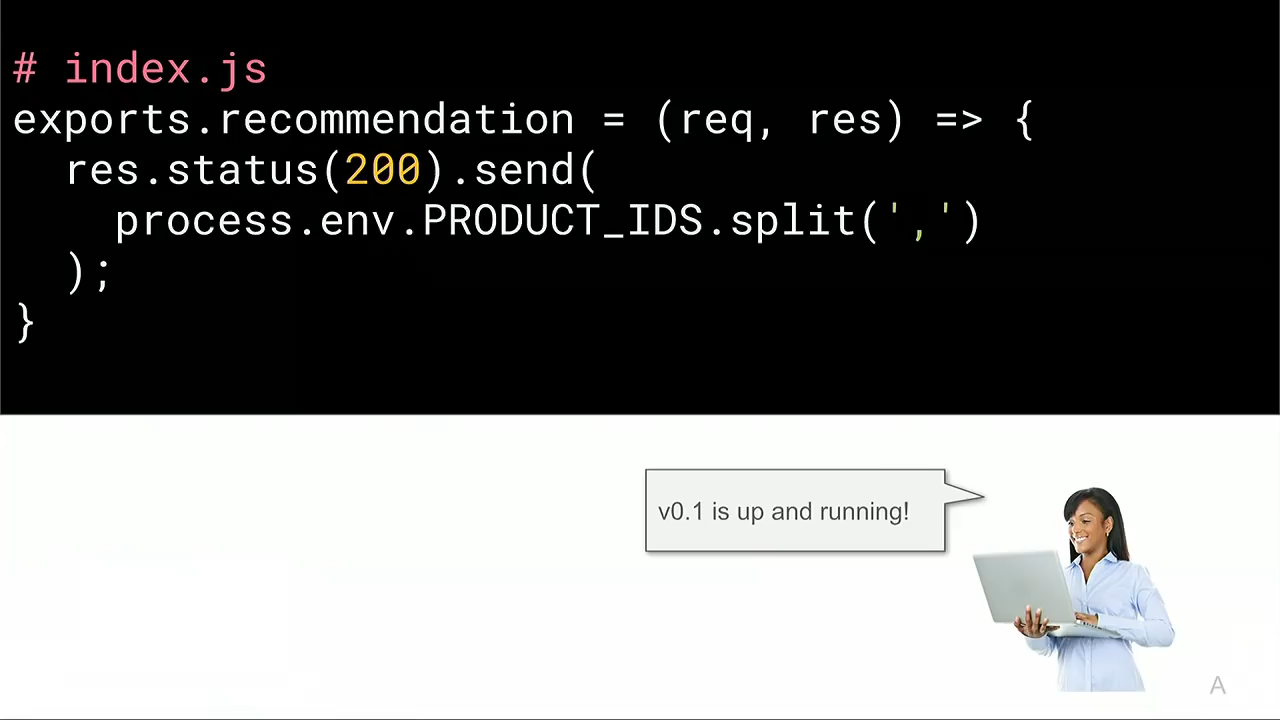 # index.js
exports.recommendation = (req, res) => {
  res.status(200).send(
    process.env.PRODUCT_IDS.split(',')
  );
}
v0.1 is up and running!
A